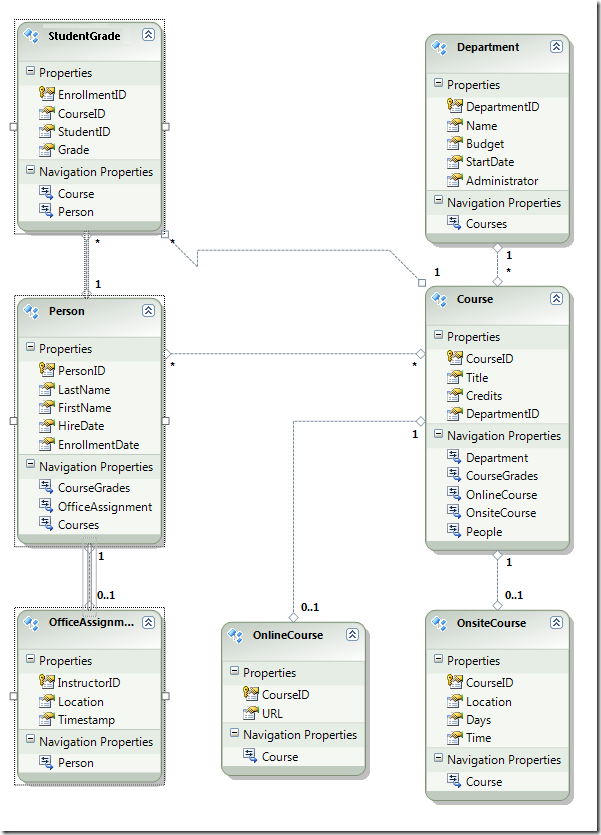 StudentGrade
Properties
EnrollmentID
CourseID
StudentID
Grade
Navigation Properties
Course
Person
*
*
1
1
Department
Properties
DepartmentID
Name
Budget
StartDate
Administrator
Navigation Properties
Courses
1
*
Person
Properties
PersonID
LastName
FirstName
HireDate
EnrollmentDate
Navigation Properties
CourseGrades
OfficeAssignment
Courses
*
*
1
1
0..1
Course
Properties
CourseID
Title
Credits
DepartmentID
Navigation Properties
Department
CourseGrades
OnlineCourse
OnsiteCourse
People
1
0..1
0..1
OfficeAssignm...
Properties
InstructorID
Location
Timestamp
Navigation Properties
Person
OnlineCourse
Properties
CourseID
URL
Navigation Properties
Course
OnsiteCourse
Properties
CourseID
Location
Days
Time
Navigation Properties
Course